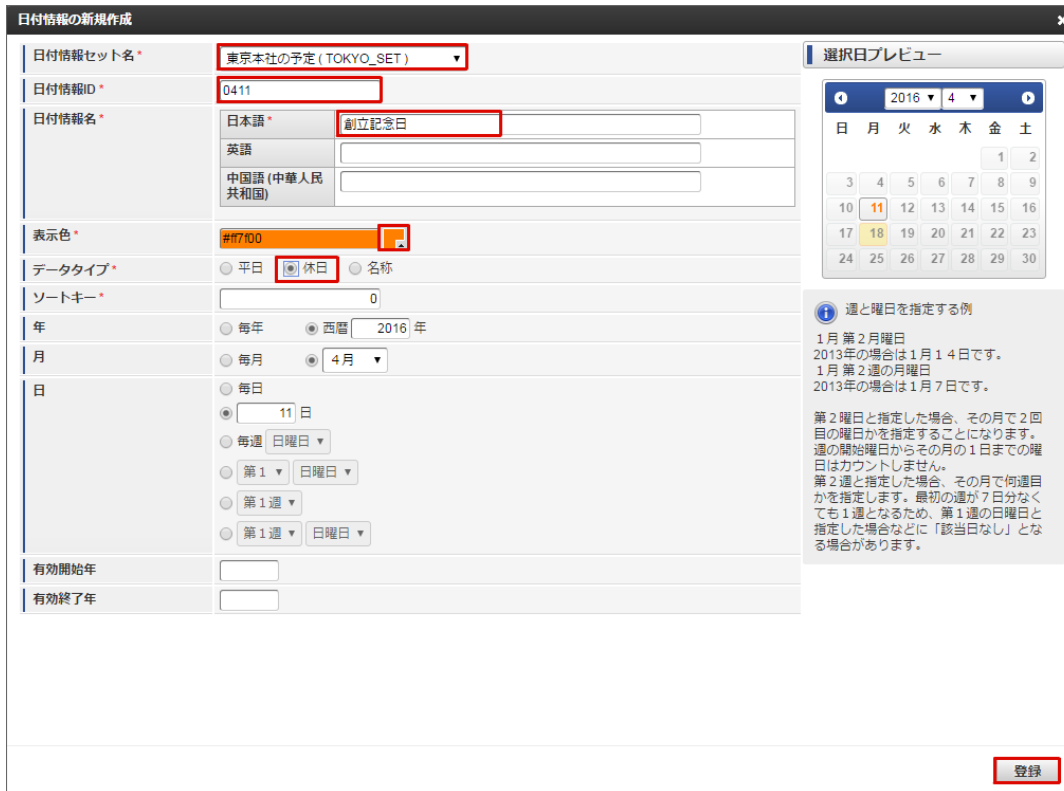 日付情報の新規作成
日付情報セット名*
東京本社の予定 ( TOKYO_SET )
日付情報ID *
0411
日付情報名*
日本語*
創立記念日
英語
中国語 (中華人民
共和国)
表示色*
#ff7f00
データタイプ*
平日 休日 名称
ソートキー*
0
年
毎年 西暦 2016 年
月
毎月 4月
日
毎日
11 日
毎週 日曜日
第1 日曜日
第1週
第1週 日曜日
有効開始年
有効終了年
選択日プレビュー
2016 4
日 月 火 水 木 金 土
1 2
3 4 5 6 7 8 9
10 11 12 13 14 15 16
17 18 19 20 21 22 23
24 25 26 27 28 29 30
週と曜日を指定する例
1月 第2月曜日
2013年の場合は1月14日です。
1月 第2週の月曜日
2013年の場合は1月7日です。
第2曜日と指定した場合、その月で2回
目の曜日かを指定することになります。
週の開始曜日からその月の1日までの曜
日はカウントしません。
第2週と指定した場合、その月で何週目
かを指定します。最初の週が7日分なく
ても1週となるため、第1週の日曜日と
指定した場合などに「該当日なし」とな
る場合があります。
登録